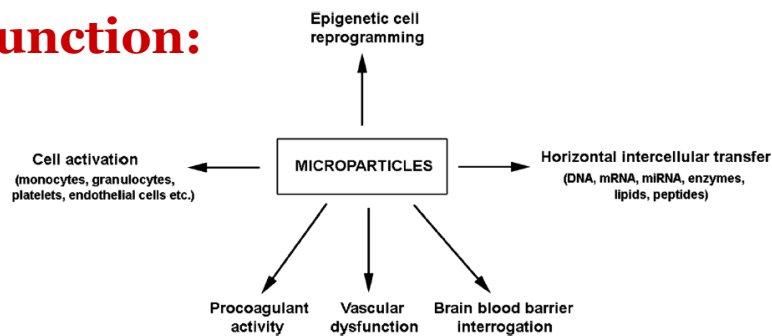 unction:
Epigenetic cell
reprogramming
Cell activation
(monocytes, granulocytes,
platelets, endothelial cells etc.)
MICROPARTICLES
Horizontal intercellular transfer
(DNA, mRNA, miRNA, enzymes,
lipids, peptides)
Procoagulant
activity
Vascular
dysfunction
Brain blood barrier
interrogation